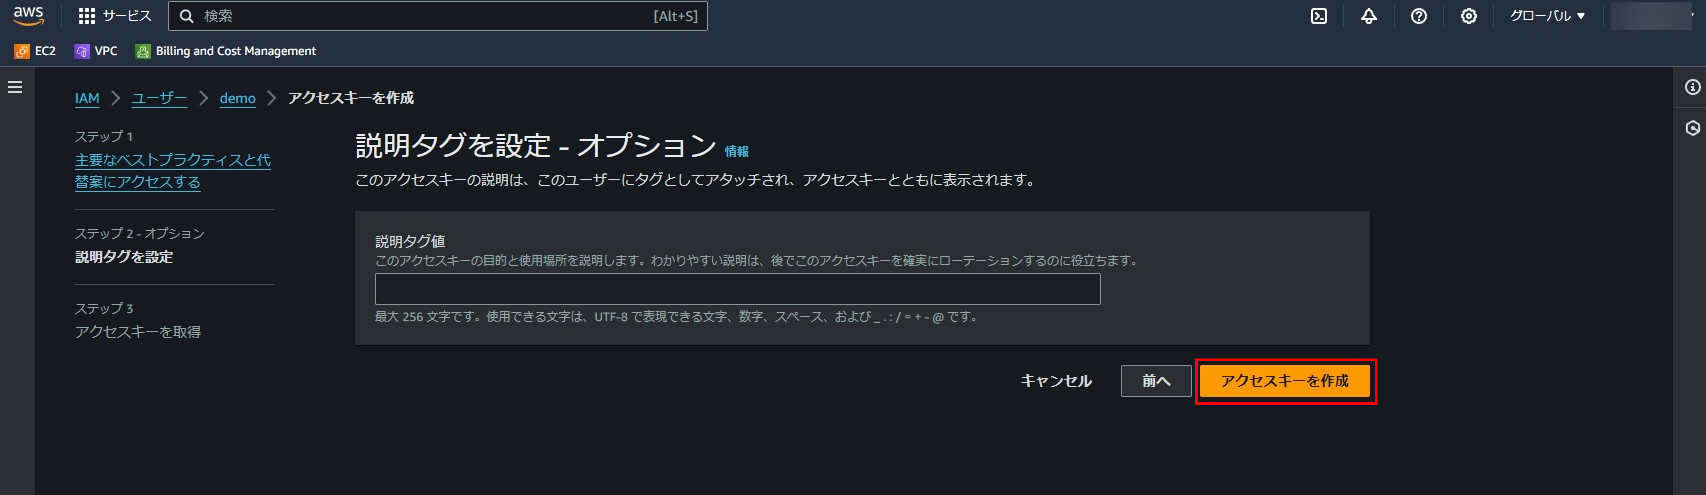 aws サービス 検索 [Alt+S] グローバル
EC2 VPC Billing and Cost Management
IAM ユーザー demo アクセスキーを作成
ステップ 1
主要なベストプラクティスと代
替案にアクセスする
ステップ 2 - オプション
説明タグを設定
ステップ 3
アクセスキーを取得
説明タグを設定 - オプション 情報
このアクセスキーの説明は、このユーザーにタグとしてアタッチされ、アクセスキーとともに表示されます。
説明タグ値
このアクセスキーの目的と使用場所を説明します。わかりやすい説明は、後でこのアクセスキーを確実にローテーションするのに役立ちます。
最大 256 文字です。使用できる文字は、UTF-8 で表現できる文字、数字、スペース、および _ . : / = + - @ です。
キャンセル 前へ アクセスキーを作成